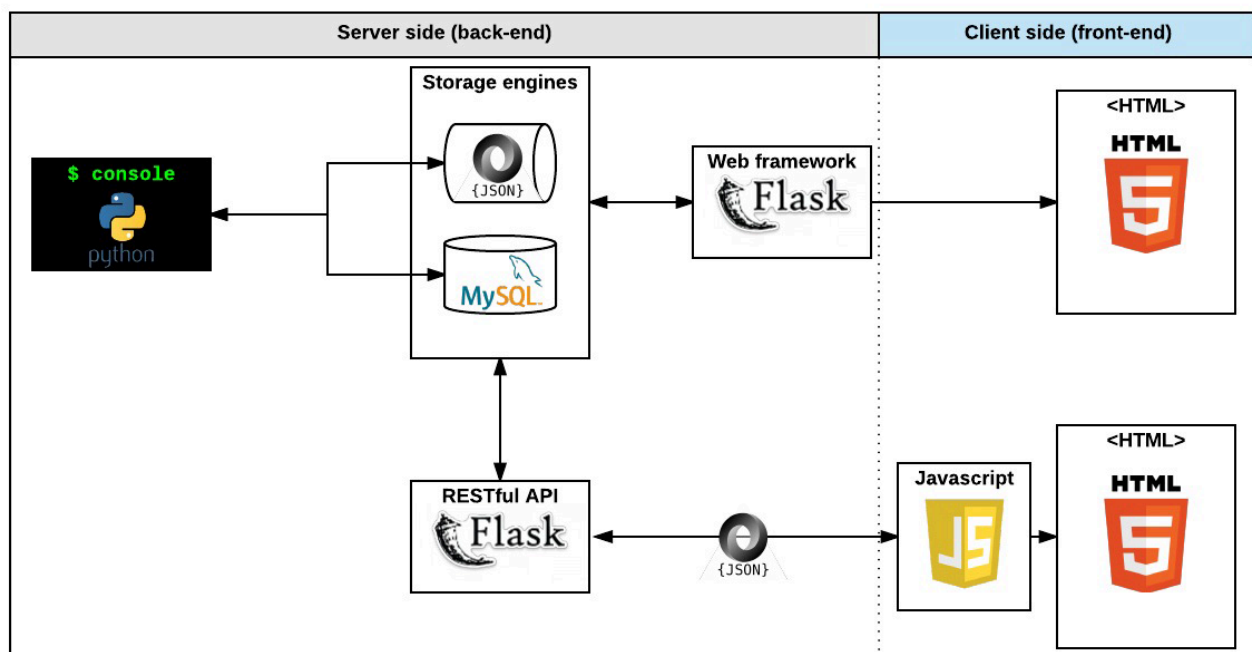 Server side (back-end)
Client side (front-end)
Storage engines
{JSON}
MySQL
$ console
python
Web framework
Flask
<HTML>
HTML
5
RESTful API
Flask
{JSON}
Javascript
JS
<HTML>
HTML
5